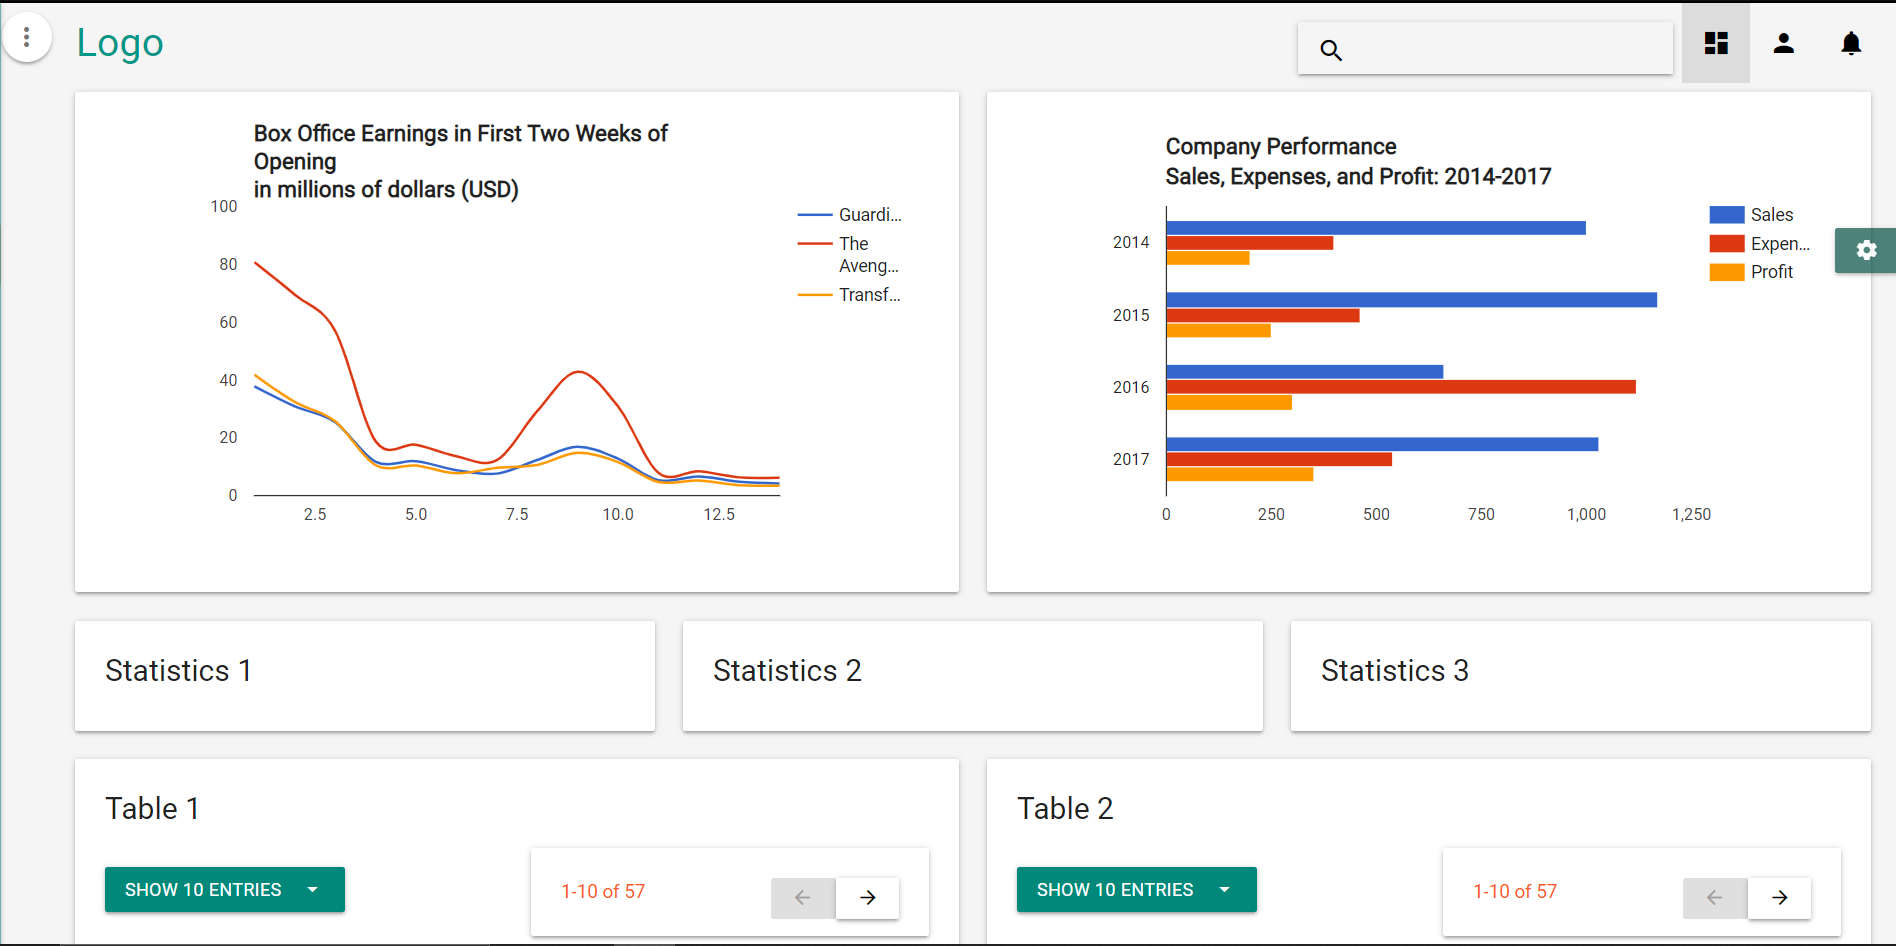 Logo
Box Office Earnings in First Two Weeks of
Opening
in millions of dollars (USD)
100
80
60
40
20
0
2.5 5.0 7.5 10.0 12.5
Guardi...
The
Aveng...
Transf...
Company Performance
Sales, Expenses, and Profit: 2014-2017
2014
2015
2016
2017
0 250 500 750 1,000 1,250
Sales
Expen...
Profit
Statistics 1
Statistics 2
Statistics 3
Table 1
SHOW 10 ENTRIES
1-10 of 57
Table 2
SHOW 10 ENTRIES
1-10 of 57